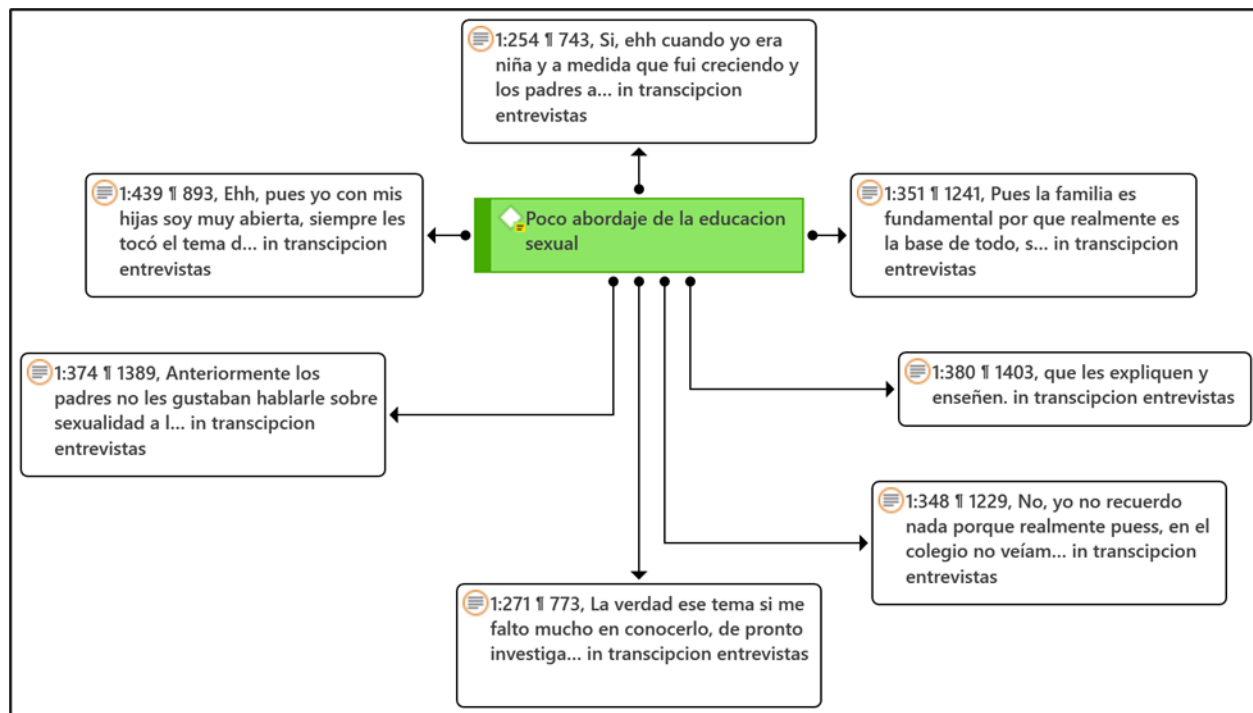 1:254 ¶ 743, Si, ehh cuando yo era
niña y a medida que fui creciendo y
los padres a... in transcipcion
entrevistas
1:439 ¶ 893, Ehh, pues yo con mis
hijas soy muy abierta, siempre les
tocó el tema d... in transcipcion
entrevistas
Poco abordaje de la educacion
sexual
1:351 ¶ 1241, Pues la familia es
fundamental por que realmente es
la base de todo, s... in transcipcion
entrevistas
1:374 ¶ 1389, Anteriormente los
padres no les gustaban hablarle sobre
sexualidad a l... in transcipcion
entrevistas
1:380 ¶ 1403, que les expliquen y
enseñen. in transcipcion entrevistas
1:348 ¶ 1229, No, yo no recuerdo
nada porque realmente puess, en el
colegio no veíam... in transcipcion
entrevistas
1:271 ¶ 773, La verdad ese tema si me
falto mucho en conocerlo, de pronto
investiga... in transcipcion entrevistas